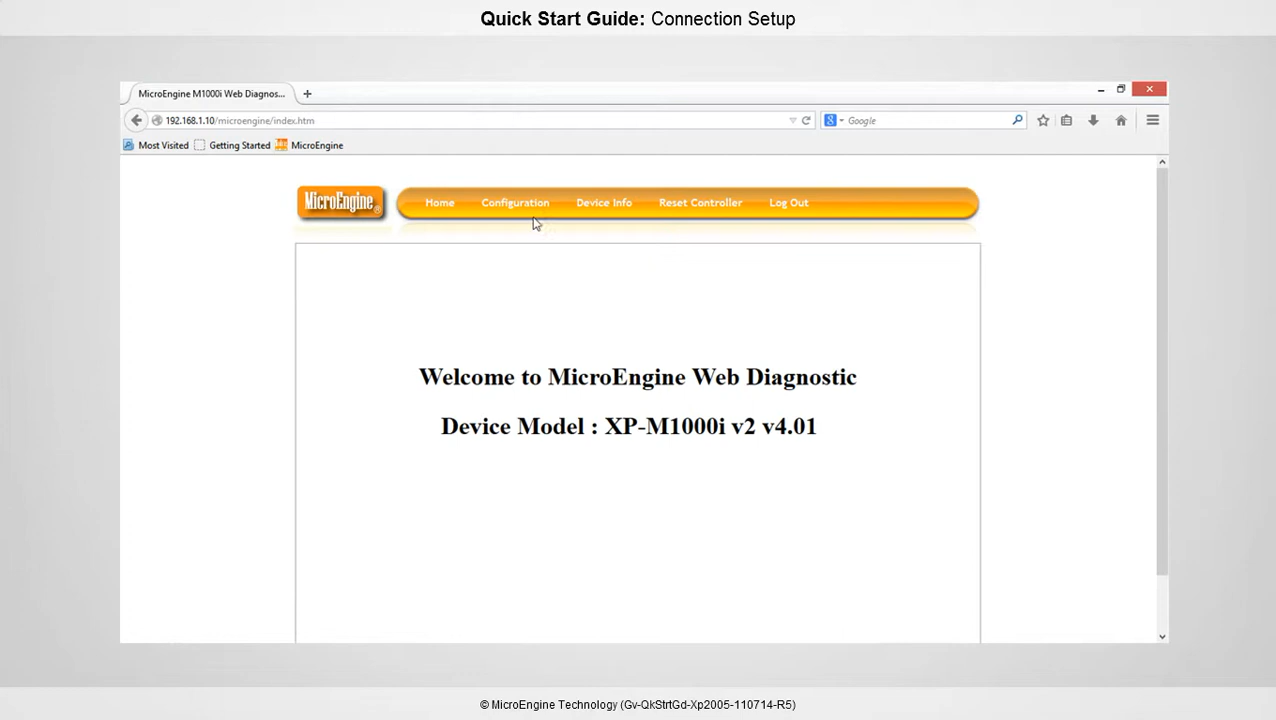 Quick Start Guide: Connection Setup
MicroEngine M1000i Web Diagnos...
192.168.1.10/microengine/index.htm
Google
Most Visited Getting Started MicroEngine
MicroEngine Home Configuration Device Info Reset Controller Log Out
Welcome to MicroEngine Web Diagnostic
Device Model : XP-M1000i v2 v4.01
© MicroEngine Technology (Gv-QkStrtGd-Xp2005-110714-R5)